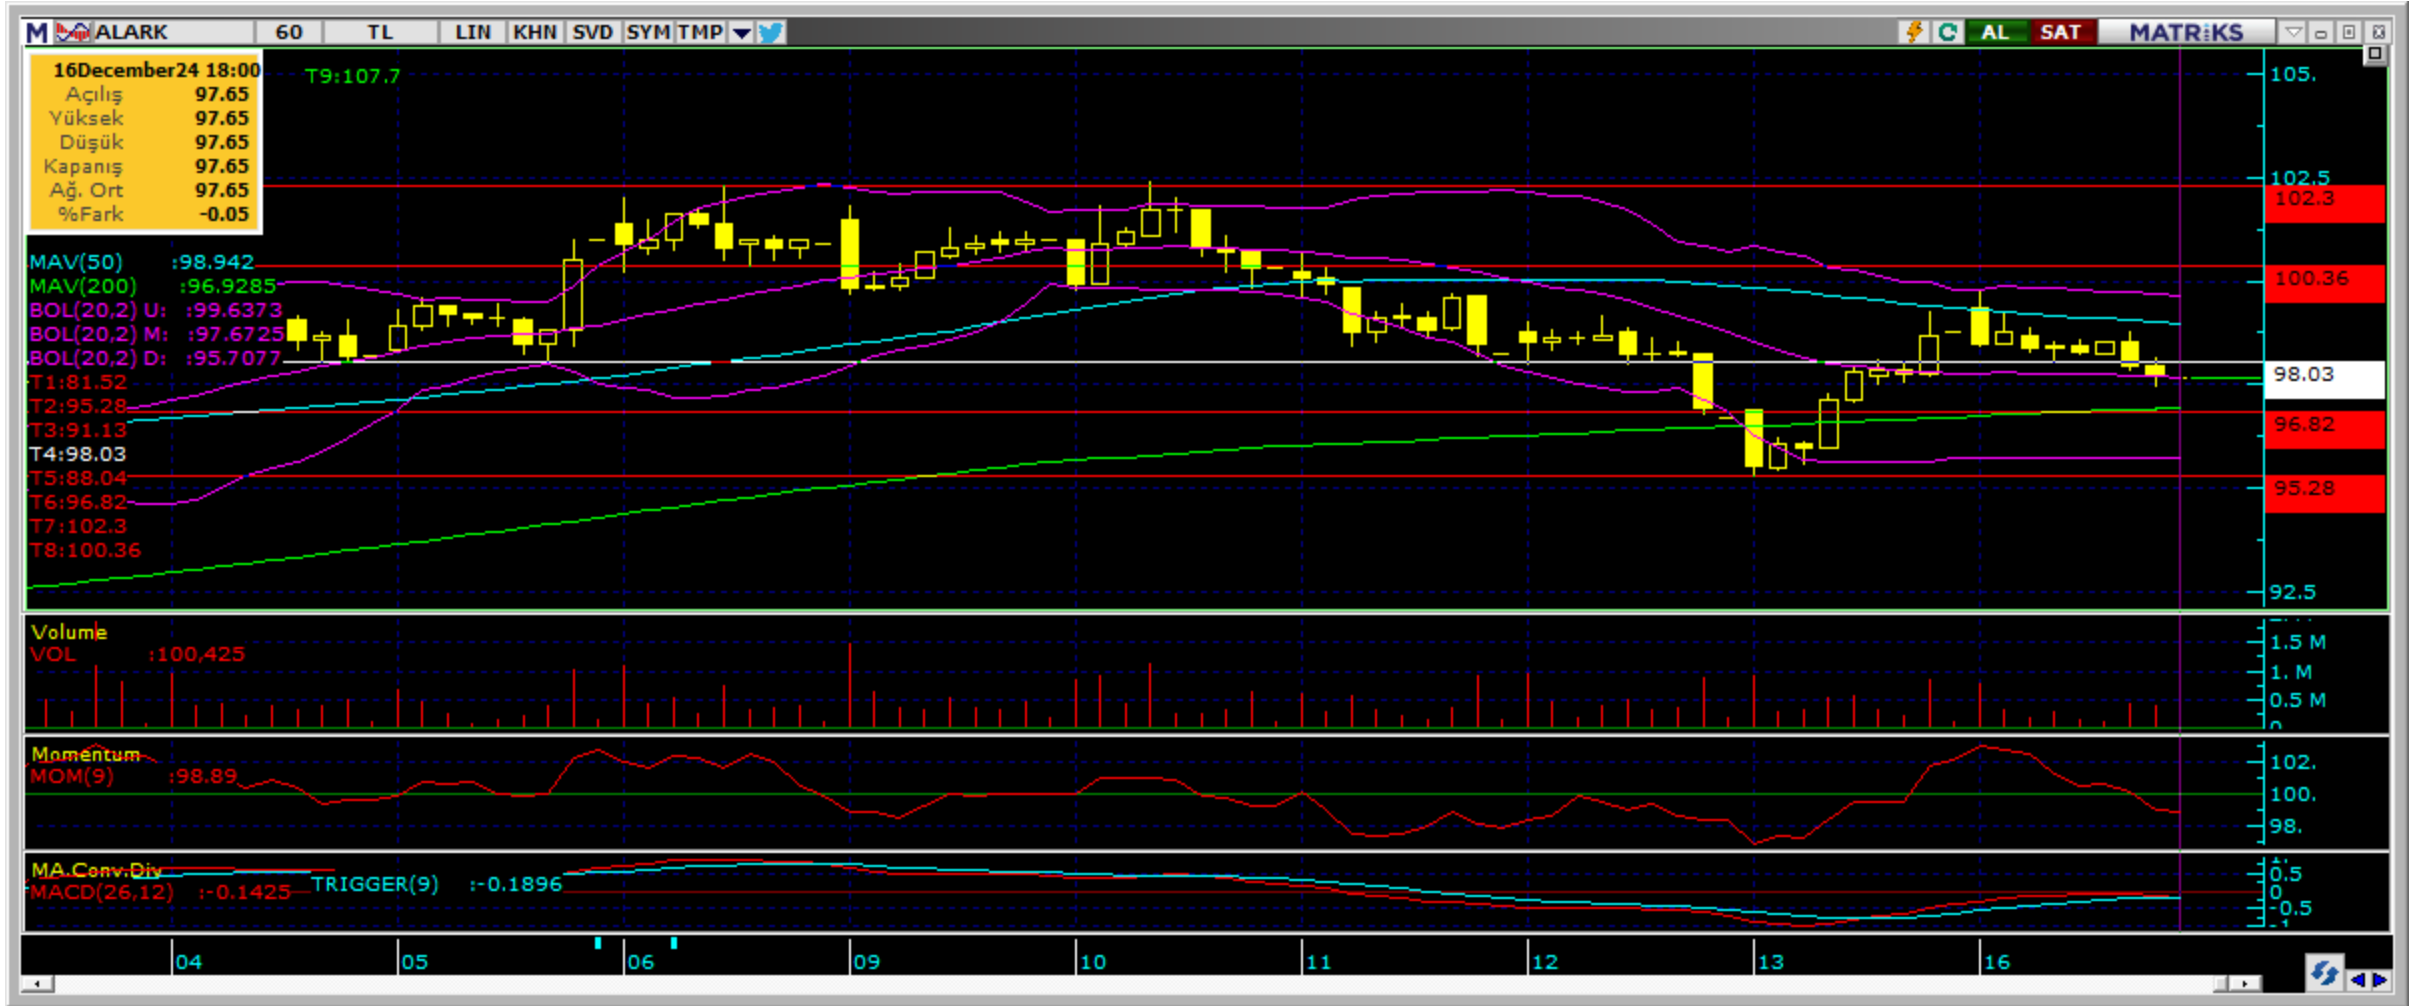 M ALARK 60 TL LIN KHN SVD SYM TMP AL SAT MATRiKS
16December24 18:00
Açılış 97.65
Yüksek 97.65
Düşük 97.65
Kapanış 97.65
Ağ. Ort 97.65
%Fark -0.05
T9:107.7
MAV(50) :98.942
MAV(200) :96.9285
BOL(20,2) U: :99.6373
BOL(20,2) M: :97.6725
BOL(20,2) D: :95.7077
T1:81.52
T2:95.28
T3:91.13
T4:98.03
T5:88.04
T6:96.82
T7:102.3
T8:100.36
105.
102.5
102.3
100.36
98.03
96.82
95.28
92.5
Volume
VOL :100,425
1.5 M
1. M
0.5 M
0
Momentum
MOM(9) :98.89
102.
100.
98.
MA.Conv.Div
MACD(26,12) :-0.1425 TRIGGER(9) :-0.1896
0.5
0
-0.5
-1
04 05 06 09 10 11 12 13 16